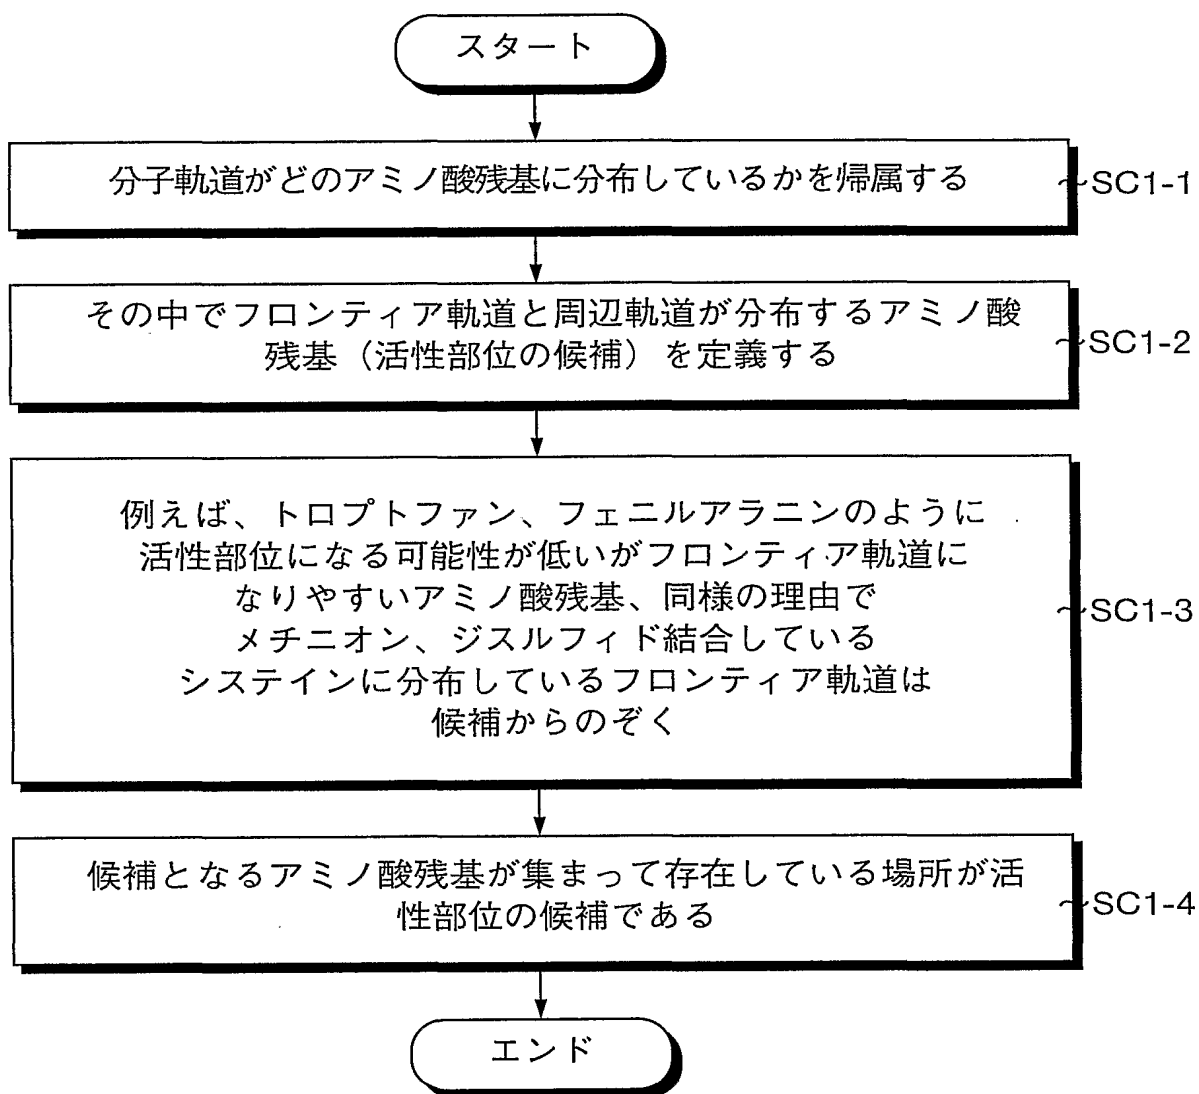 スタート
分子軌道がどのアミノ酸残基に分布しているかを帰属する
SC1-1
その中でフロンティア軌道と周辺軌道が分布するアミノ酸
残基（活性部位の候補）を定義する
SC1-2
例えば、トロプトファン、フェニルアラニンのように
活性部位になる可能性が低いがフロンティア軌道に
なりやすいアミノ酸残基、同様の理由で
メチニオン、ジスルフィド結合している
システインに分布しているフロンティア軌道は
候補からのぞく
SC1-3
候補となるアミノ酸残基が集まって存在している場所が活
性部位の候補である
SC1-4
エンド